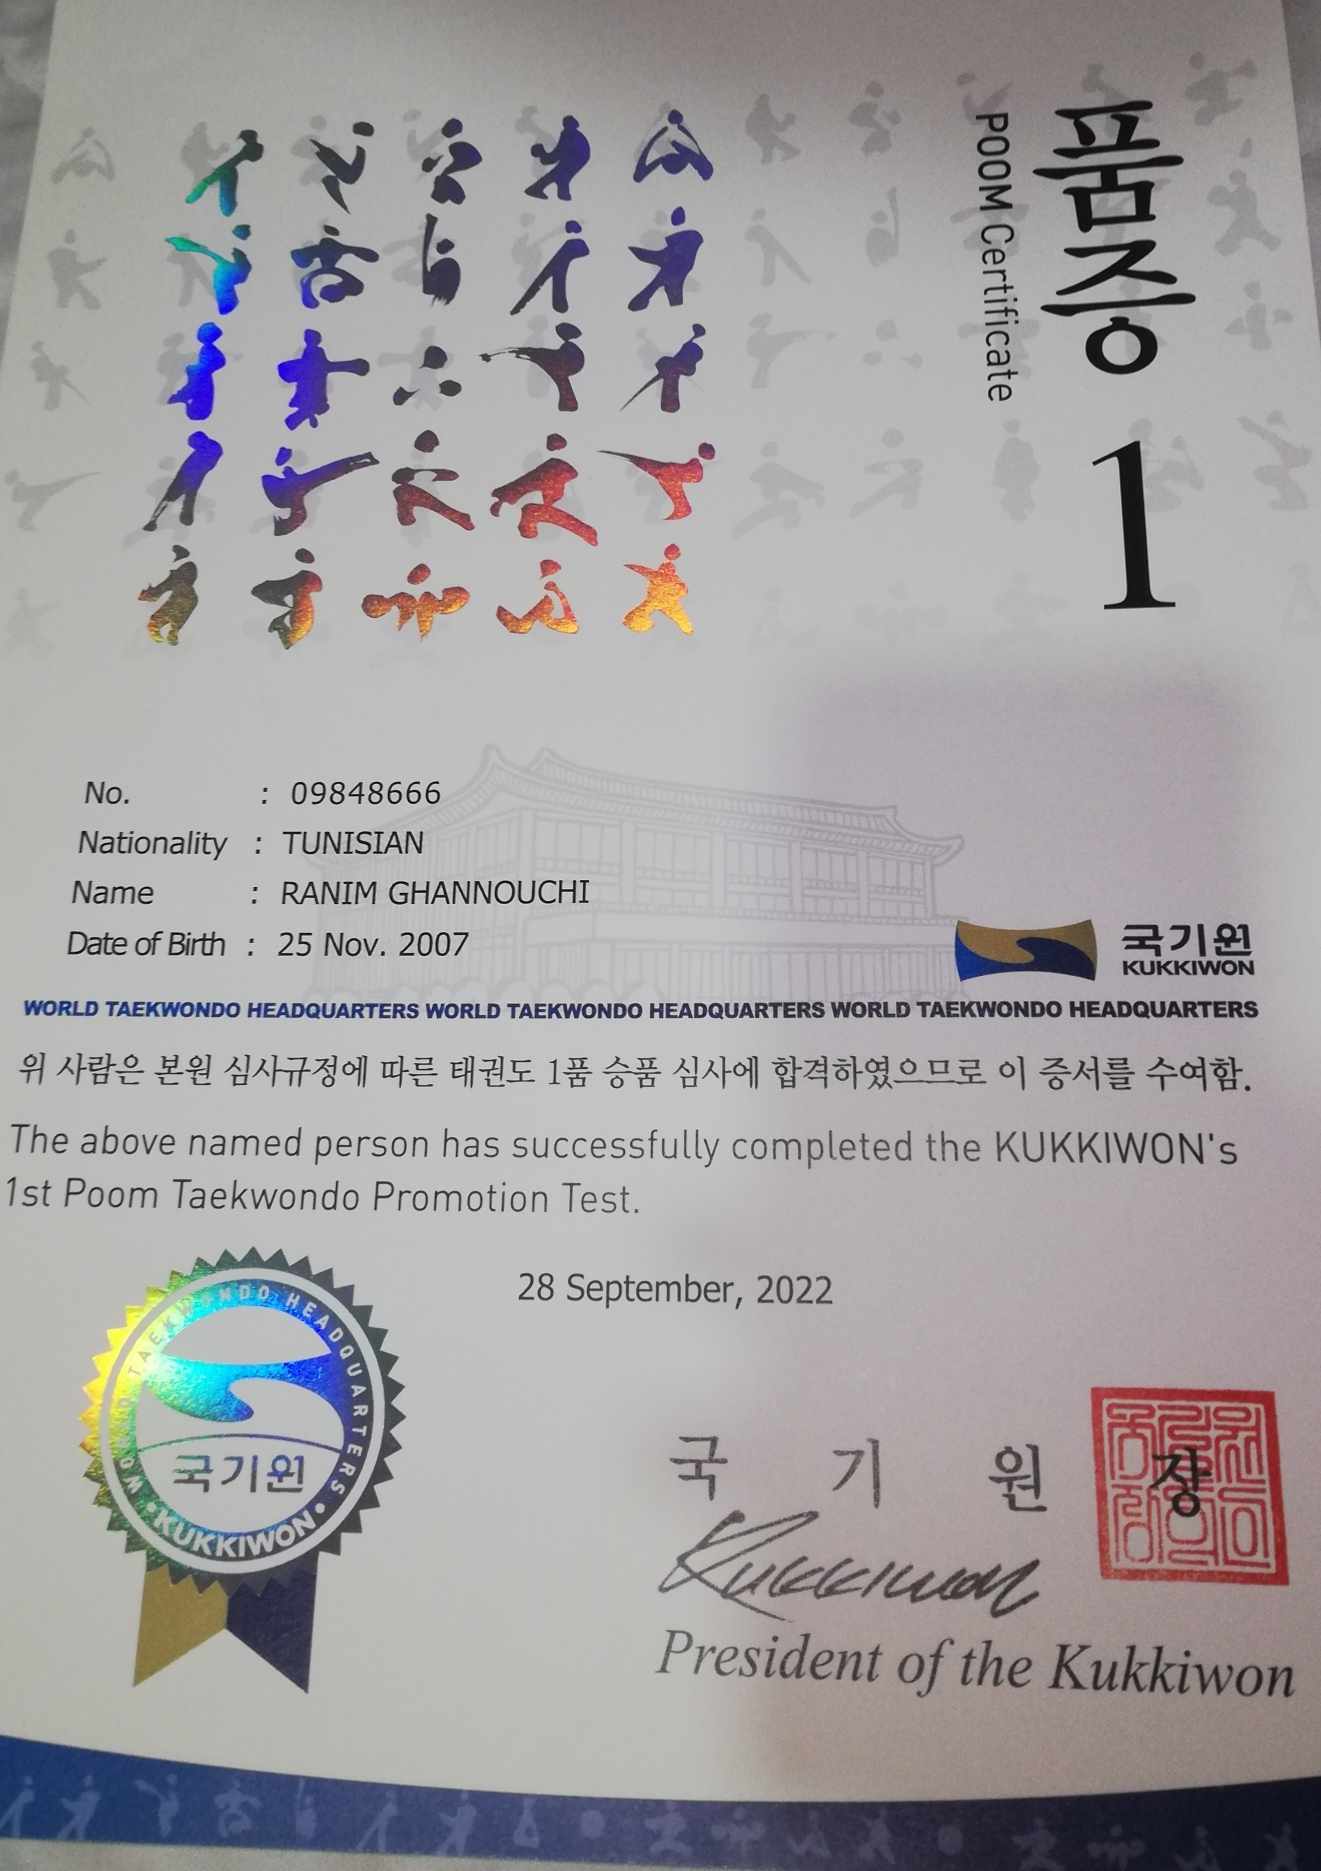 품증
POOM Certificate
1
No. : 09848666
Nationality : TUNISIAN
Name : RANIM GHANNOUCHI
Date of Birth : 25 Nov. 2007
국기원
KUKKIWON
WORLD TAEKWONDO HEADQUARTERS WORLD TAEKWONDO HEADQUARTERS WORLD TAEKWONDO HEADQUARTERS
위 사람은 본원 심사규정에 따른 태권도 1품 승품 심사에 합격하였으므로 이 증서를 수여함.
The above named person has successfully completed the KUKKIWON's
1st Poom Taekwondo Promotion Test.
28 September, 2022
WORLD TAEKWONDO HEADQUARTERS
국기원
KUKKIWON
국 기 원 장
Kukkiwon
President of the Kukkiwon